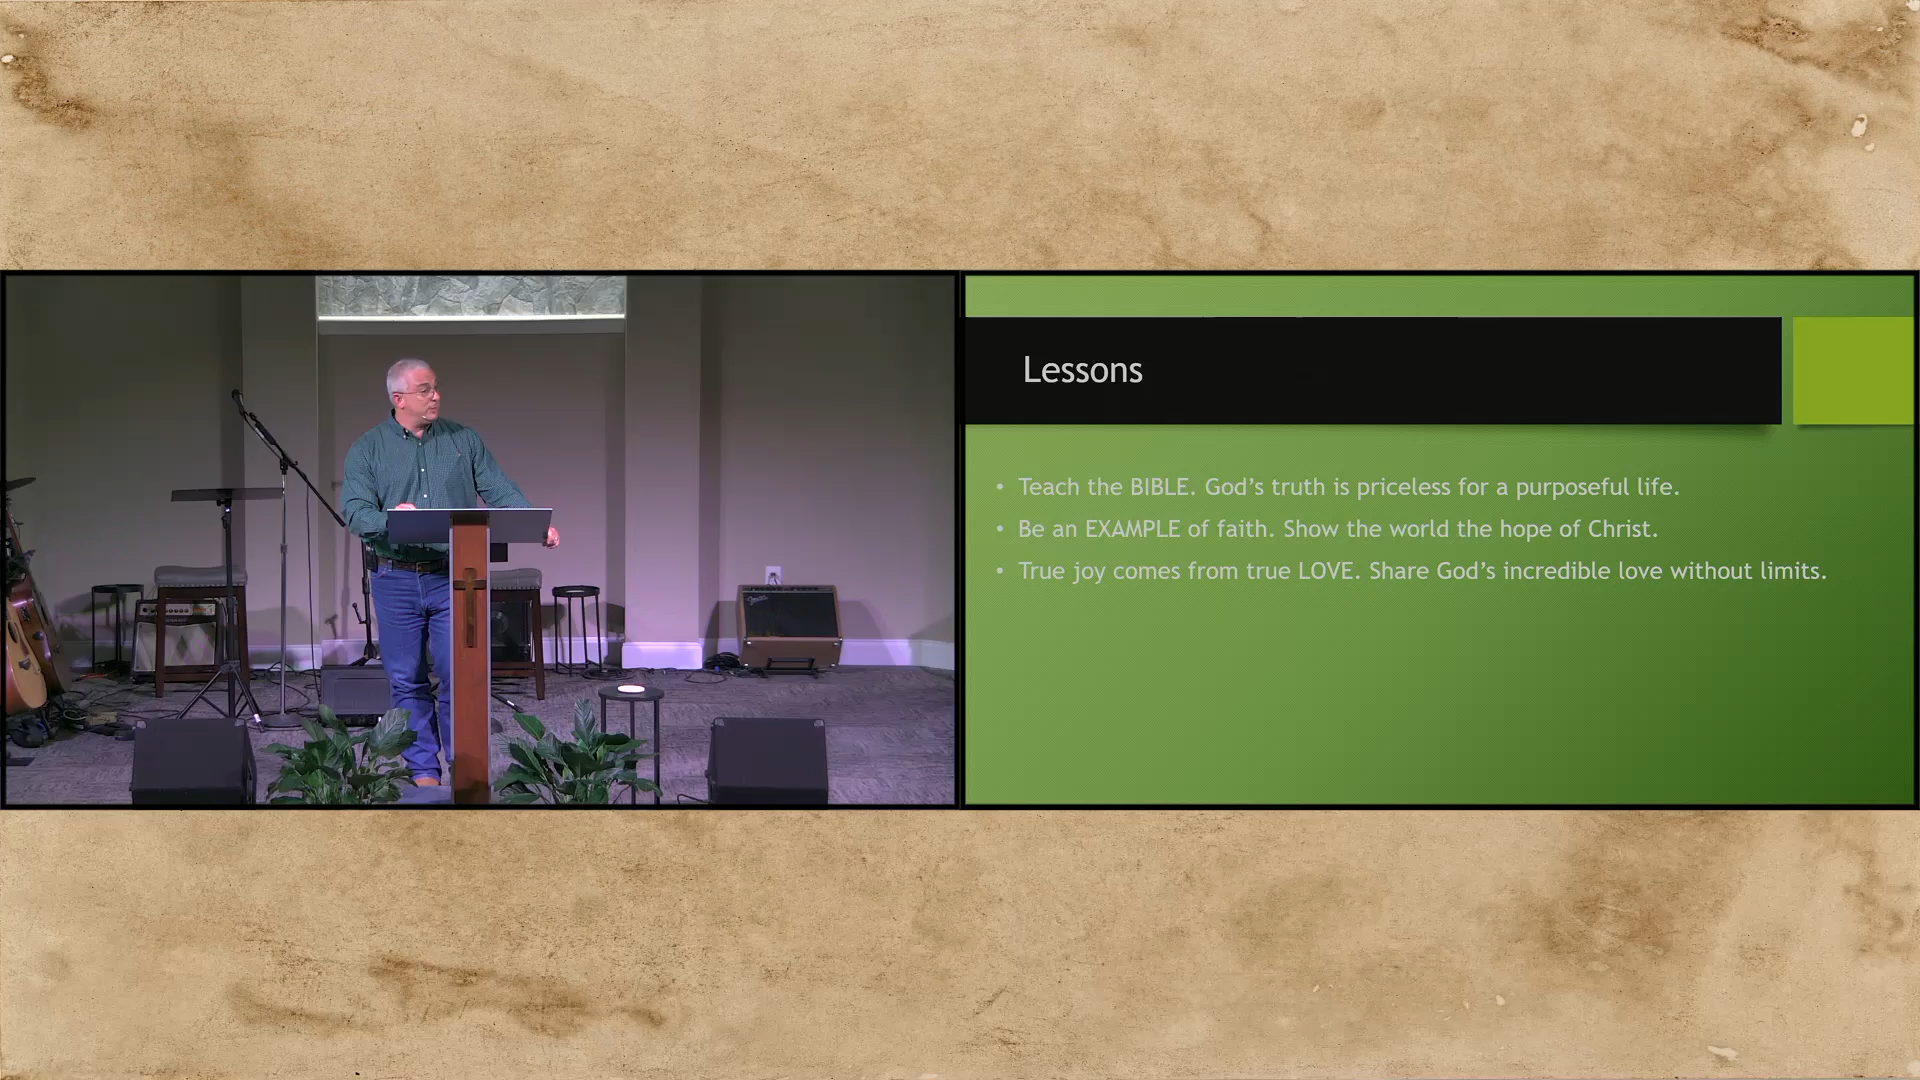 Lessons
• Teach the BIBLE. God's truth is priceless for a purposeful life.
• Be an EXAMPLE of faith. Show the world the hope of Christ.
• True joy comes from true LOVE. Share God's incredible love without limits.
Fender